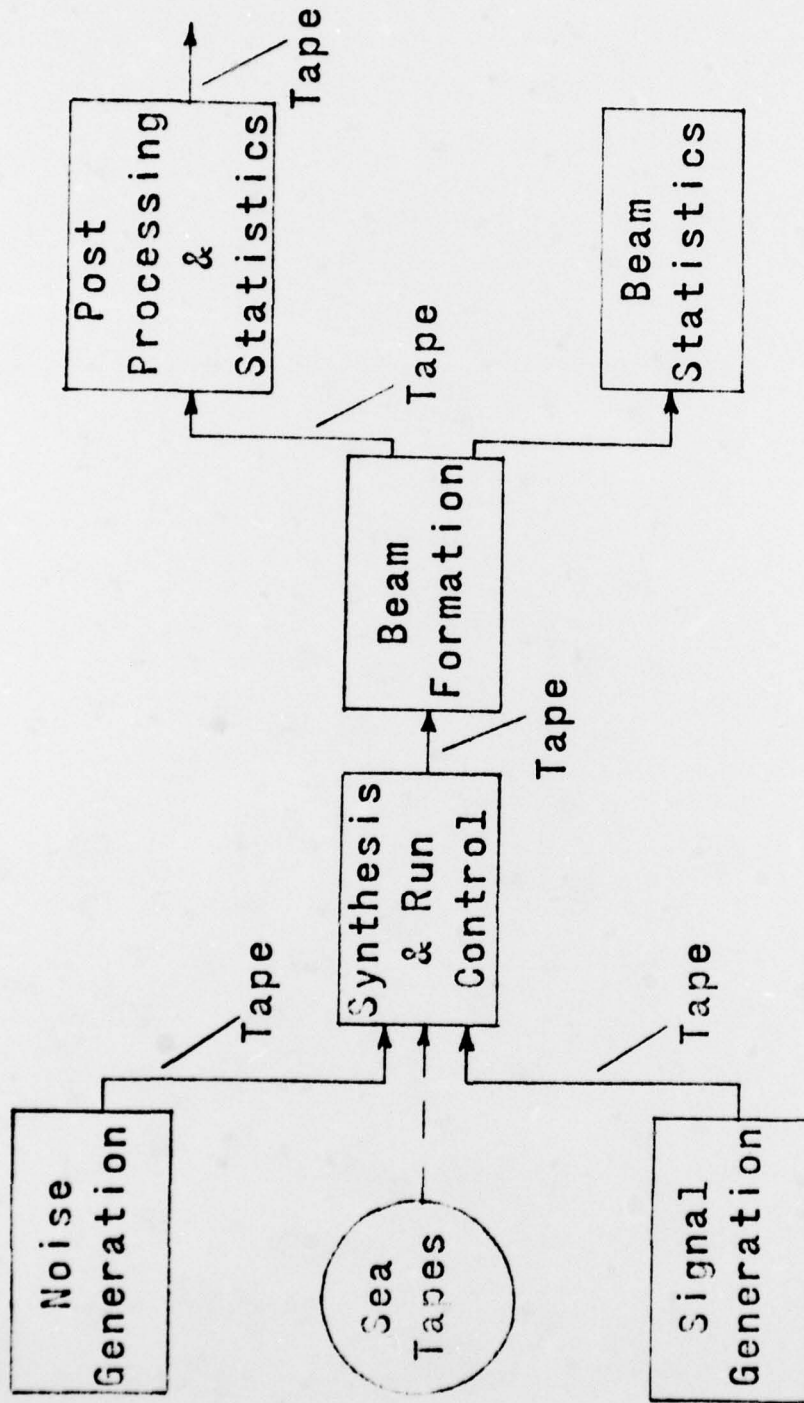 Noise
Generation
Tape
Sea
Tapes
Signal
Generation
Tape
Synthesis
& Run
Control
Tape
Beam
Formation
Tape
Post
Processing
&
Statistics
Tape
Beam
Statistics